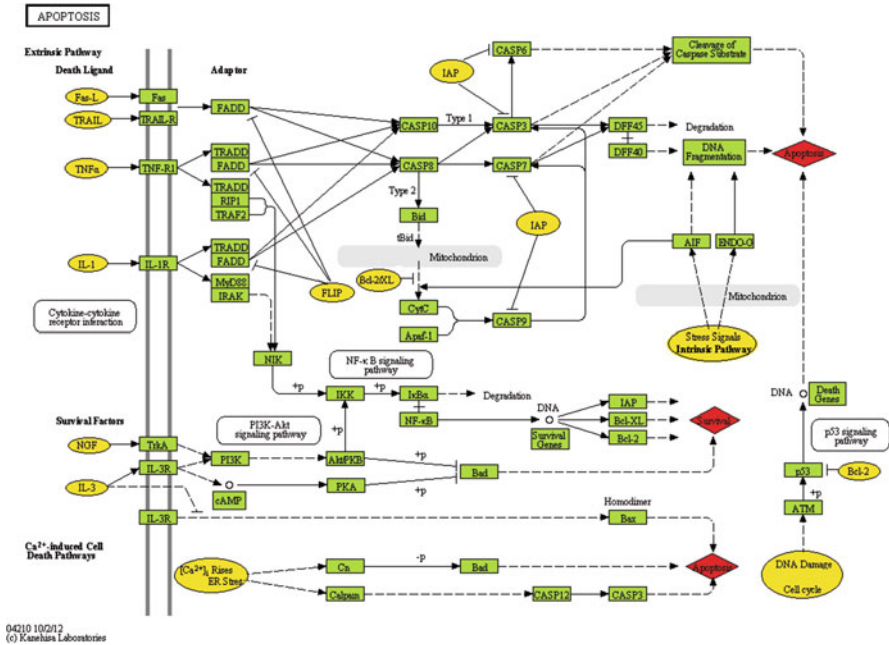 APOPTOSIS
Extrinsic Pathway
Death Ligand
Adaptor
Fas-L
Fas
TRAIL
TRAIL-R
FADD
TNFα
TNF-R1
TRADD
FADD
TRADD
RIP1
TRAF2
IL-1
IL-1R
TRADD
FADD
MyD88
IRAK
FLIP
Cytokine-cytokine
receptor interaction
CASP10
Type 1
CASP3
CASP8
CASP7
Type 2
Bid
tBid
Mitochondrion
Bcl-2/XL
CytC
Apaf-1
CASP9
IAP
CASP6
IAP
Cleavage of
Caspase Substrate
DFF45
Degradation
DFF40
DNA
Fragmentation
Apoptosis
AIF
ENDO-G
Mitochondrion
Stress Signals
Intrinsic Pathway
NIK
NF-κB signaling
pathway
+p
IKK
+p
IκBα
Degradation
NF-κB
DNA
Survival
Genes
IAP
Bcl-XL
Bcl-2
Survival
DNA
Death
Genes
p53 signaling
pathway
p53
Bcl-2
+p
ATM
DNA Damage
Cell cycle
Survival Factors
PI3K-Akt
signaling pathway
+p
NGF
TrkA
PI3K
Akt/PKB
+p
Bad
IL-3
IL-3R
cAMP
PKA
+p
IL-3R
Homodimer
Bax
Ca²⁺-induced Cell
Death Pathways
[Ca²⁺]i Rises
ER Stres
Cn
-p
Bad
Apoptosis
Calpain
CASP12
CASP3
04210 10/2/12
(c) Kanehisa Laboratories